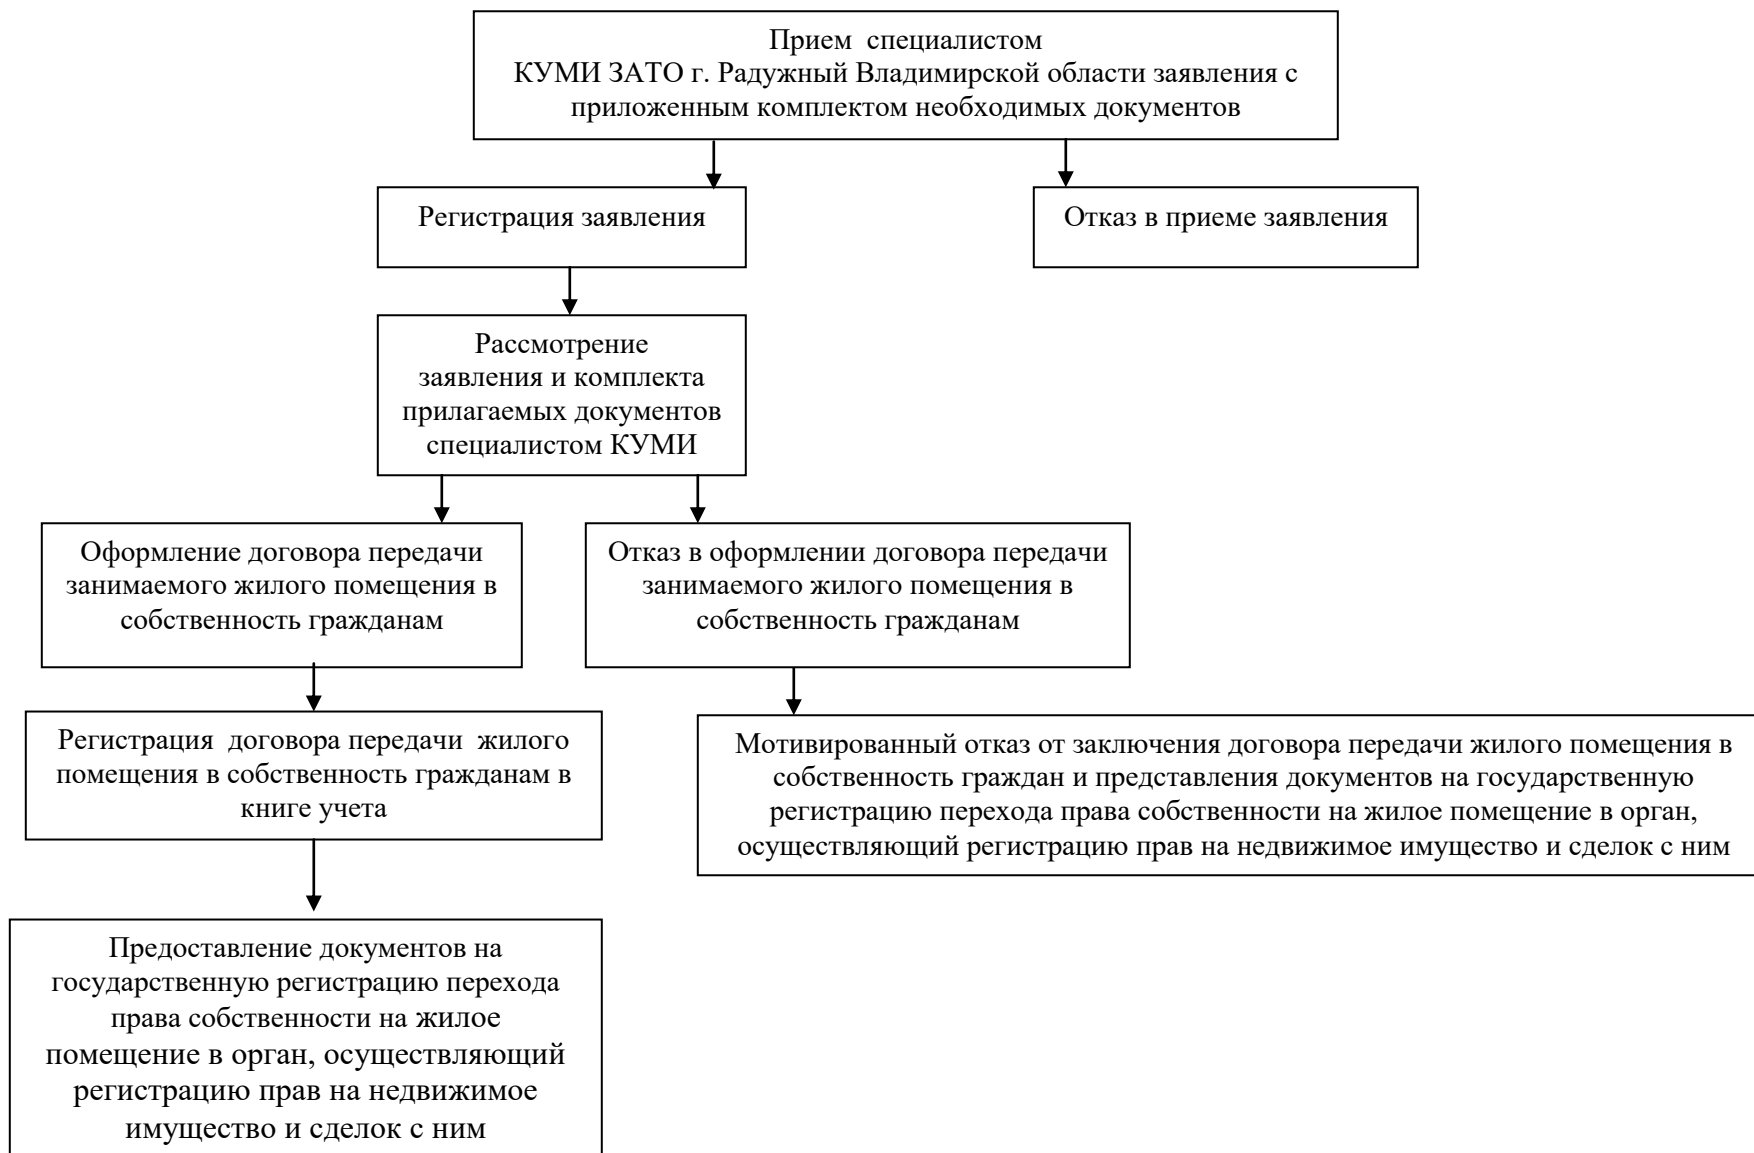 Прием специалистом
КУМИ ЗАТО г. Радужный Владимирской области заявления с
приложенным комплектом необходимых документов
Регистрация заявления
Отказ в приеме заявления
Рассмотрение
заявления и комплекта
прилагаемых документов
специалистом КУМИ
Оформление договора передачи
занимаемого жилого помещения в
собственность гражданам
Отказ в оформлении договора передачи
занимаемого жилого помещения в
собственность гражданам
Регистрация договора передачи жилого
помещения в собственность гражданам в
книге учета
Мотивированный отказ от заключения договора передачи жилого помещения в
собственность граждан и представления документов на государственную
регистрацию перехода права собственности на жилое помещение в орган,
осуществляющий регистрацию прав на недвижимое имущество и сделок с ним
Предоставление документов на
государственную регистрацию перехода
права собственности на жилое
помещение в орган, осуществляющий
регистрацию прав на недвижимое
имущество и сделок с ним